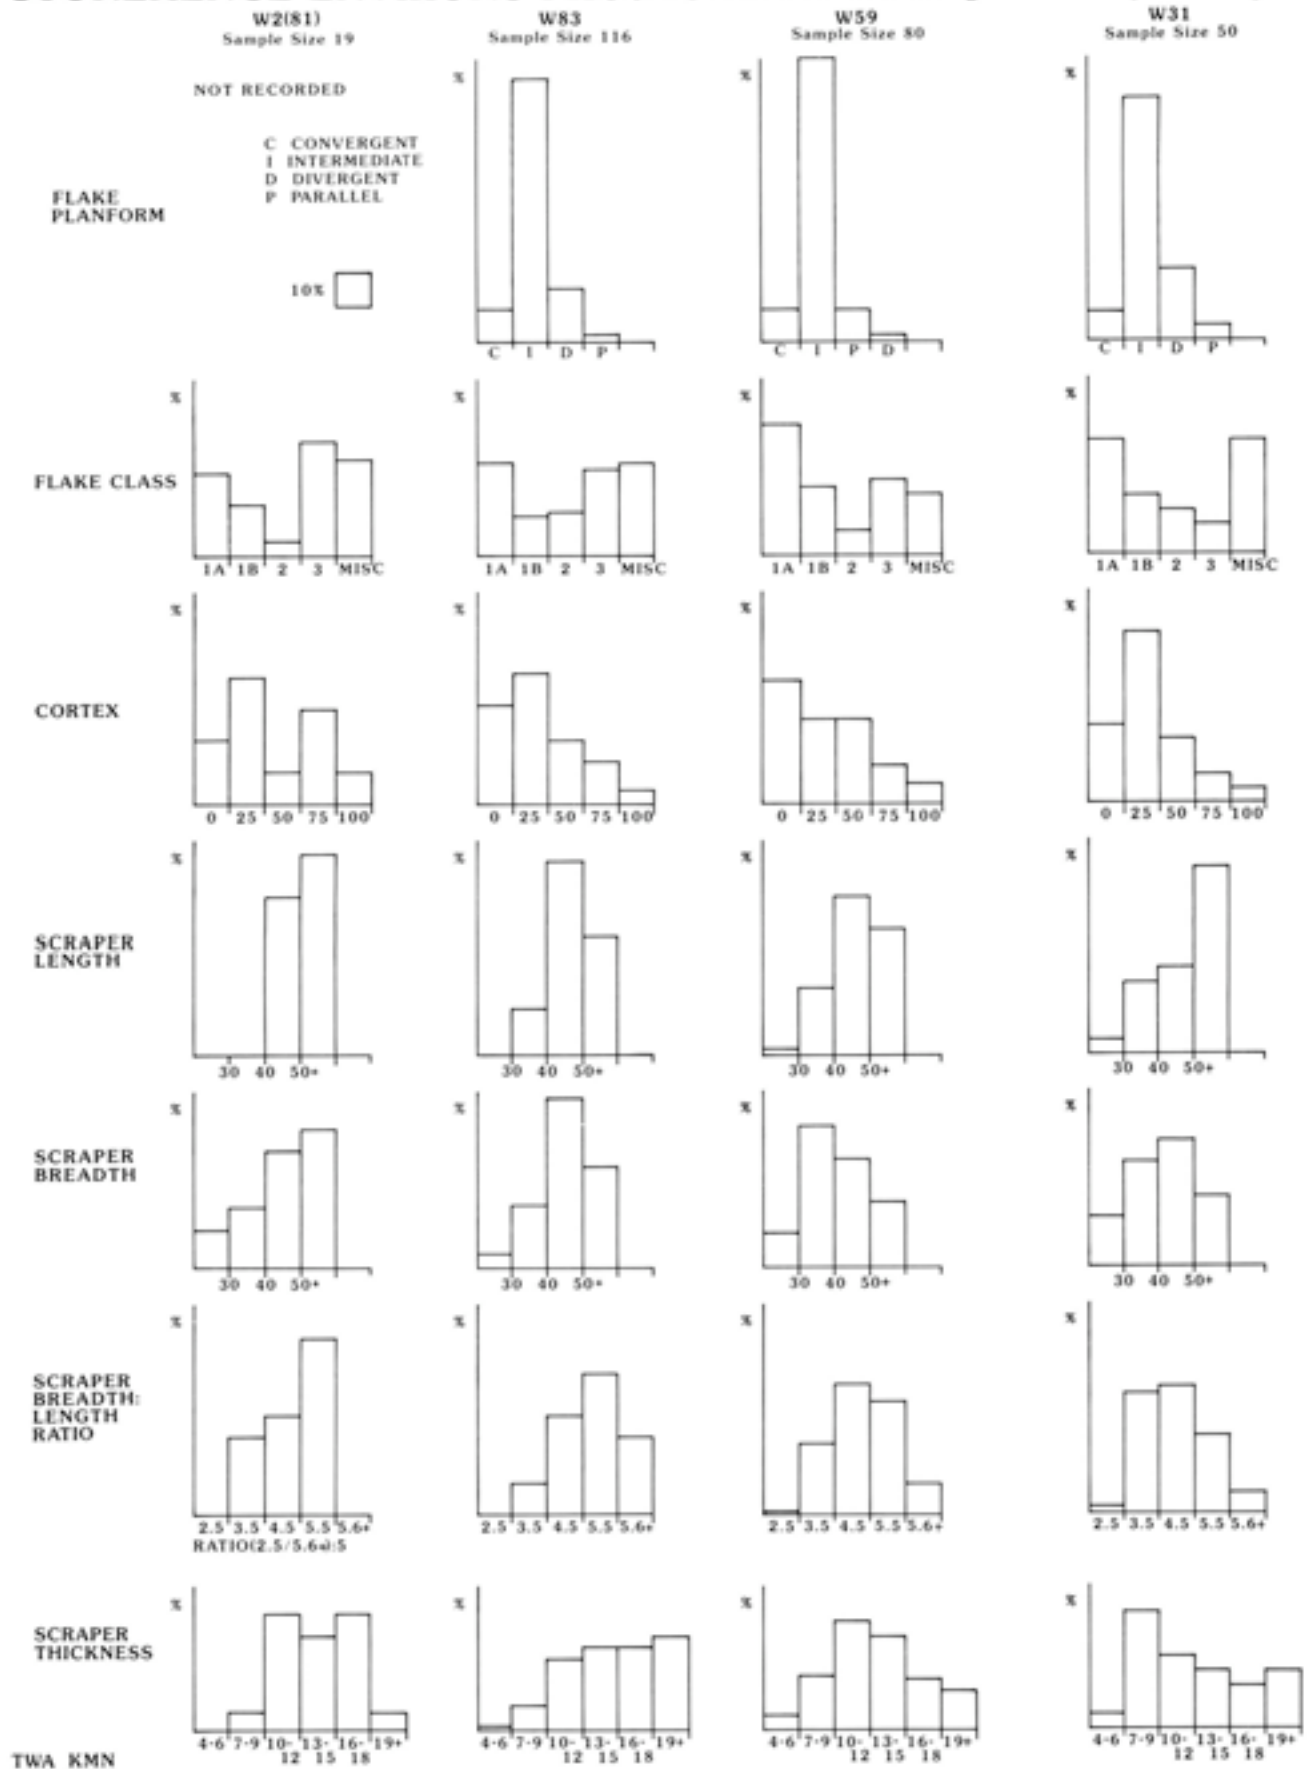 W2(81) W83 W59 W31
Sample Size 19 Sample Size 116 Sample Size 80 Sample Size 50
% % %
NOT RECORDED
C CONVERGENT
I INTERMEDIATE
D DIVERGENT
P PARALLEL
FLAKE
PLANFORM
10%
C I D P C I P D C I D P
% % % %
FLAKE CLASS
1A 1B 2 3 MISC 1A 1B 2 3 MISC 1A 1B 2 3 MISC 1A 1B 2 3 MISC
% % % %
CORTEX
0 25 50 75 100 0 25 50 75 100 0 25 50 75 100 0 25 50 75 100
% % % %
SCRAPER
LENGTH
30 40 50+ 30 40 50+ 30 40 50+ 30 40 50+
% % % %
SCRAPER
BREADTH
30 40 50+ 30 40 50+ 30 40 50+ 30 40 50+
% % % %
SCRAPER
BREADTH:
LENGTH
RATIO
2.5 3.5 4.5 5.5 5.6+ 2.5 3.5 4.5 5.5 5.6+ 2.5 3.5 4.5 5.5 5.6+ 2.5 3.5 4.5 5.5 5.6+
RATIO(2.5/5.6+):5
% % % %
SCRAPER
THICKNESS
4-6 7-9 10- 13- 16- 19+ 4-6 7-9 10- 13- 16- 19+ 4-6 7-9 10- 13- 16- 19+ 4-6 7-9 10- 13- 16- 19+
12 15 18 12 15 18 12 15 18 12 15 18
TWA KMN